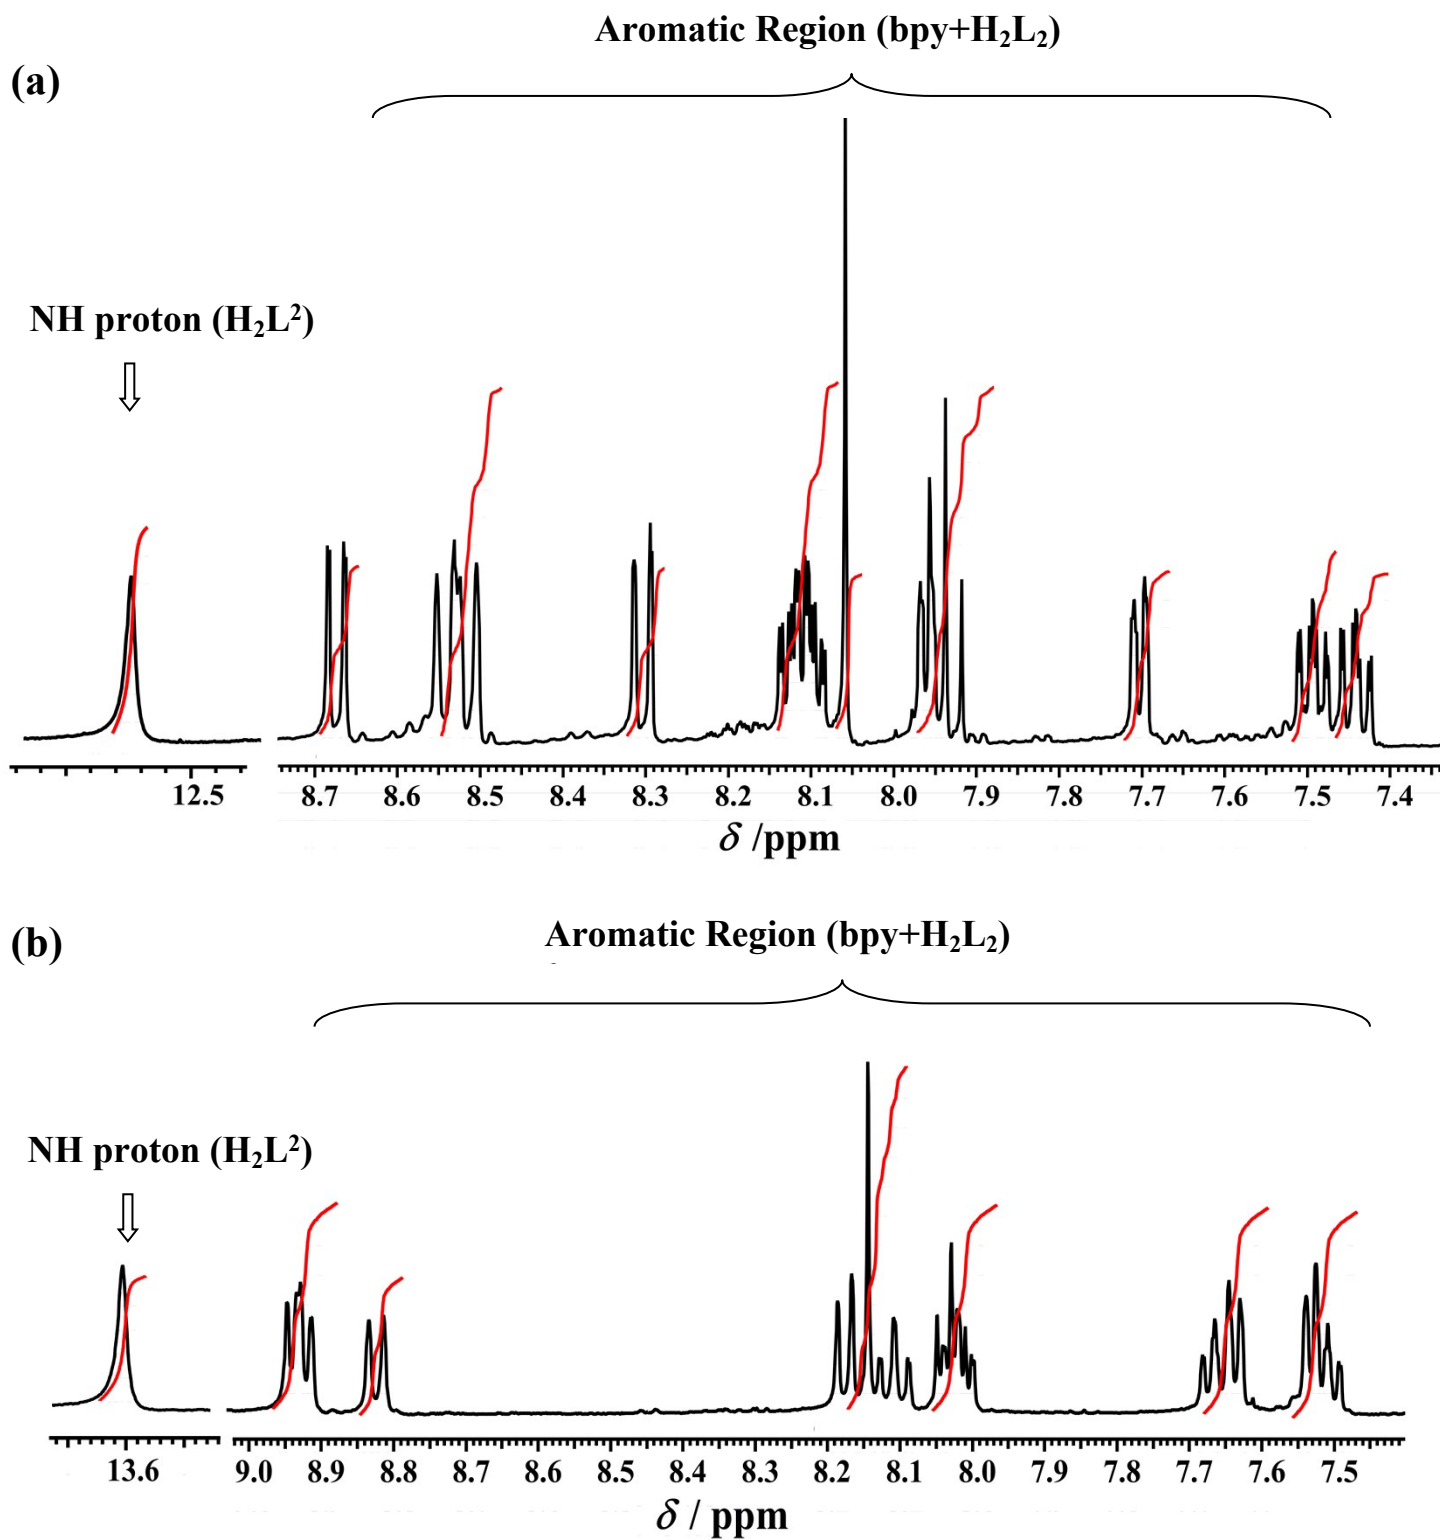 Aromatic Region (bpy+H₂L₂)
(a)
NH proton (H₂L²)
12.5 8.7 8.6 8.5 8.4 8.3 8.2 8.1 8.0 7.9 7.8 7.7 7.6 7.5 7.4
δ /ppm
(b)
Aromatic Region (bpy+H₂L₂)
NH proton (H₂L²)
13.6 9.0 8.9 8.8 8.7 8.6 8.5 8.4 8.3 8.2 8.1 8.0 7.9 7.8 7.7 7.6 7.5
δ / ppm